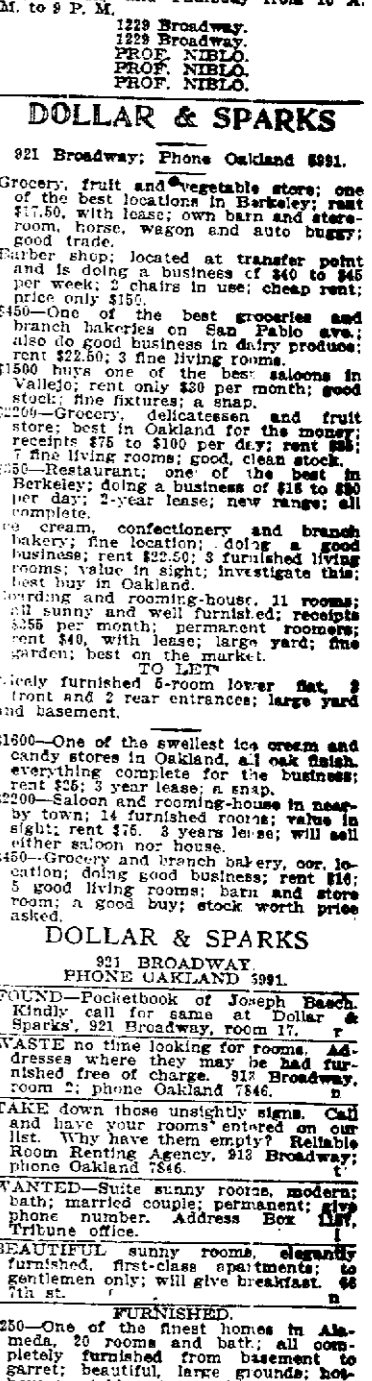 M. to 9 P. M.
1229 Broadway.
1229 Broadway.
PROF. NIBLO.
PROF. NIBLO.
PROF. NIBLO.
DOLLAR & SPARKS
921 Broadway; Phone Oakland 5991.
Grocery, fruit and vegetable store; one
of the best locations in Berkeley; rent
$17.50, with lease; own barn and store-
room, horse, wagon and auto buggy;
good trade.
Barber shop; located at transfer point
and is doing a business of $40 to $45
per week; 2 chairs in use; cheap rent;
price only $150.
$450—One of the best groceries and
branch bakeries on San Pablo ave.;
also do good business in dairy produce;
rent $22.50; 3 fine living rooms.
$1500 buys one of the best saloons in
Vallejo; rent only $30 per month; good
stock; fine fixtures; a snap.
$2200—Grocery, delicatessen and fruit
store; best in Oakland for the money;
receipts $75 to $100 per day; rent
7 fine living rooms; good, clean stock.
—Restaurant; one of the best in
Berkeley; doing a business of $15 to
per day; 2-year lease; new range; all
complete.
Ice cream, confectionery and branch
bakery; fine location; doing a good
business; rent $22.50; 3 furnished living
rooms; value in sight; investigate this;
best buy in Oakland.
Boarding and rooming-house, 11 rooms;
all sunny and well furnished; receipts
$255 per month; permanent roomers;
rent $40, with lease; large yard; fine
garden; best on the market.
TO LET
Nicely furnished 5-room lower flat, 2
front and 2 rear entrances; large yard
and basement.
$1600—One of the swellest ice cream and
candy stores in Oakland, all oak finish,
everything complete for the business;
rent $25; 3 year lease; a snap.
$2200—Saloon and rooming-house in near-
by town; 14 furnished rooms; value in
sight; rent $75. 3 years lease; will sell
either saloon nor house.
$450—Grocery and branch bakery, cor. lo-
cation; doing good business; rent $16;
5 good living rooms; barn and store
room; a good buy; stock worth price
asked.
DOLLAR & SPARKS
921 BROADWAY.
PHONE OAKLAND 5991.
FOUND—Pocketbook of Joseph Basch.
Kindly call for same at Dollar &
Sparks', 921 Broadway, room 17. r
WASTE no time looking for rooms. Ad-
dresses where they may be had fur-
nished free of charge. 913 Broadway,
room 2; phone Oakland 7846. n
TAKE down those unsightly signs. Call
and have your rooms entered on our
list. Why have them empty? Reliable
Room Renting Agency, 913 Broadway;
phone Oakland 7846. t
WANTED—Suite sunny rooms, modern;
bath; married couple; permanent; give
phone number. Address Box
Tribune office.
BEAUTIFUL sunny rooms, elegantly
furnished, first-class apartments; to
gentlemen only; will give breakfast.
7th st. n
FURNISHED.
$250—One of the finest homes in Ala-
meda, 20 rooms and bath; all com-
pletely furnished from basement to
garret; beautiful, large grounds; hot-